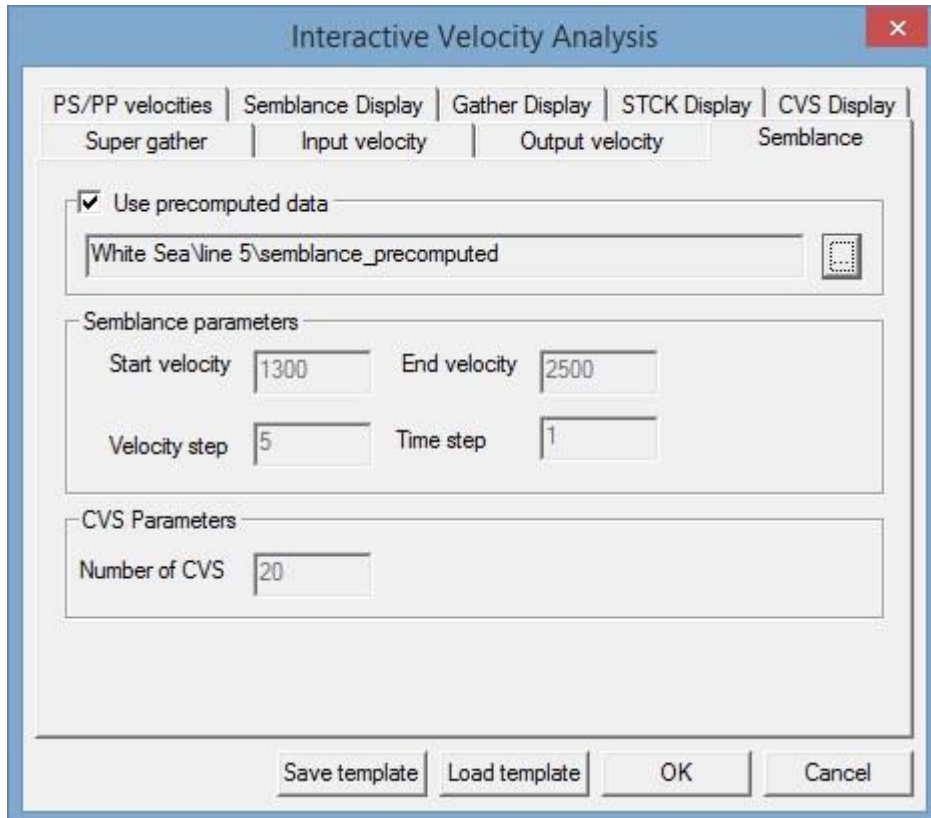 Interactive Velocity Analysis
PS/PP velocities Semblance Display Gather Display STCK Display CVS Display
Super gather Input velocity Output velocity Semblance
Use precomputed data
White Sea\line 5\semblance_precomputed ...
Semblance parameters
Start velocity 1300 End velocity 2500
Velocity step 5 Time step 1
CVS Parameters
Number of CVS 20
Save template Load template OK Cancel